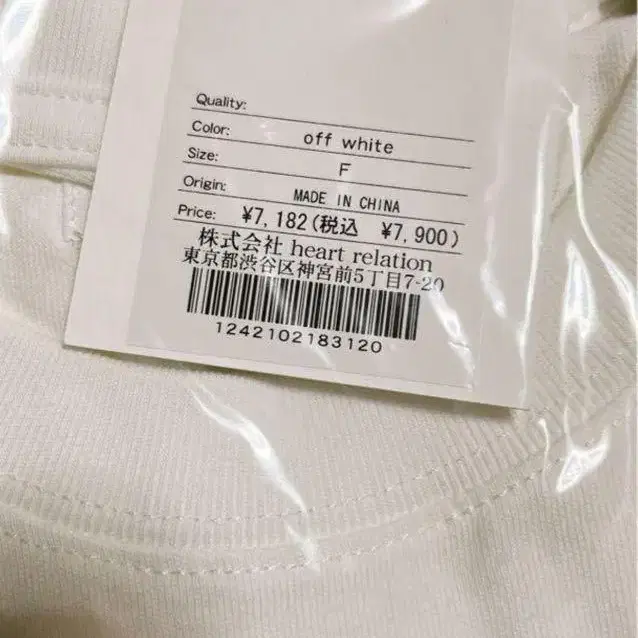 Quality:
Color: off white
Size: F
Origin: MADE IN CHINA
Price: ¥7,182(税込 ¥7,900)
株式会社 heart relation
東京都渋谷区神宮前5丁目7-20
1242102183120